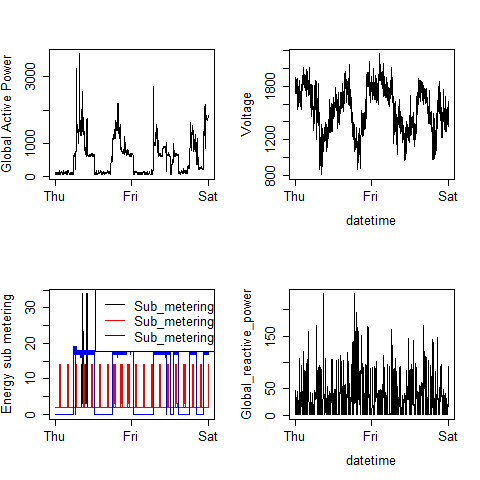 Global Active Power
0 1000 3000
Thu Fri Sat
Voltage
800 1200 1800
Thu Fri Sat
datetime
Energy sub metering
0 10 20 30
Sub_metering
Sub_metering
Sub_metering
Thu Fri Sat
Global_reactive_power
0 50 150
Thu Fri Sat
datetime